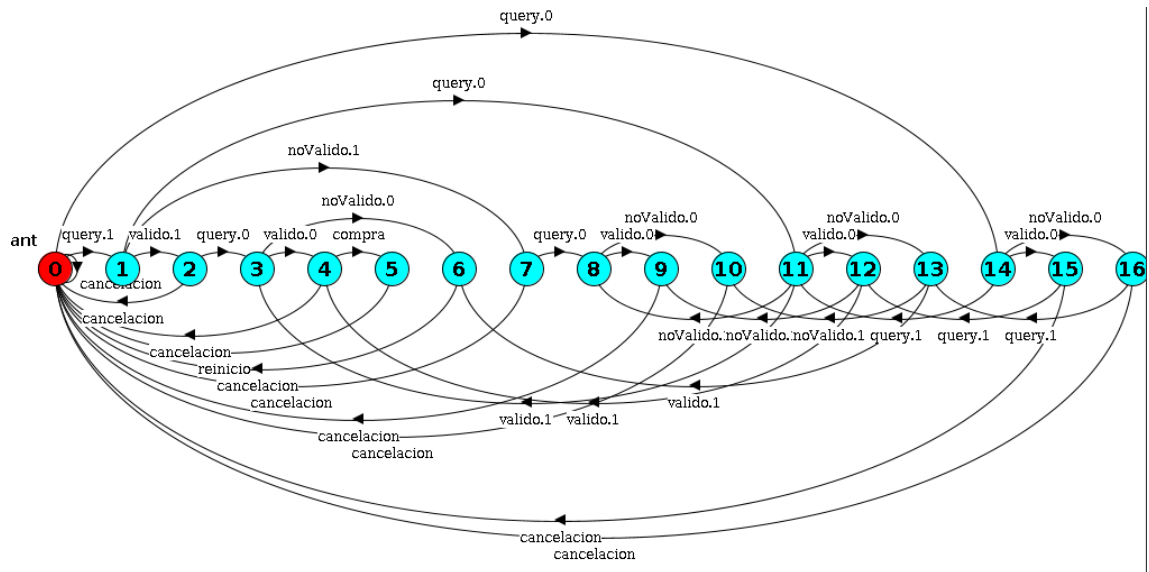 query.0
query.0
noValido.1
noValido.0
noValido.0 noValido.0 noValido.0
ant query.1 valido.1 query.0 valido.0 compra query.0 valido.0 valido.0 valido.0
0 1 2 3 4 5 6 7 8 9 10 11 12 13 14 15 16
cancelacion
cancelacion
noValido.1 noValido.1 noValido.1 query.1 query.1 query.1
cancelacion
reinicio
cancelacion
cancelacion valido.1
valido.1 valido.1
cancelacion
cancelacion
cancelacion
cancelacion